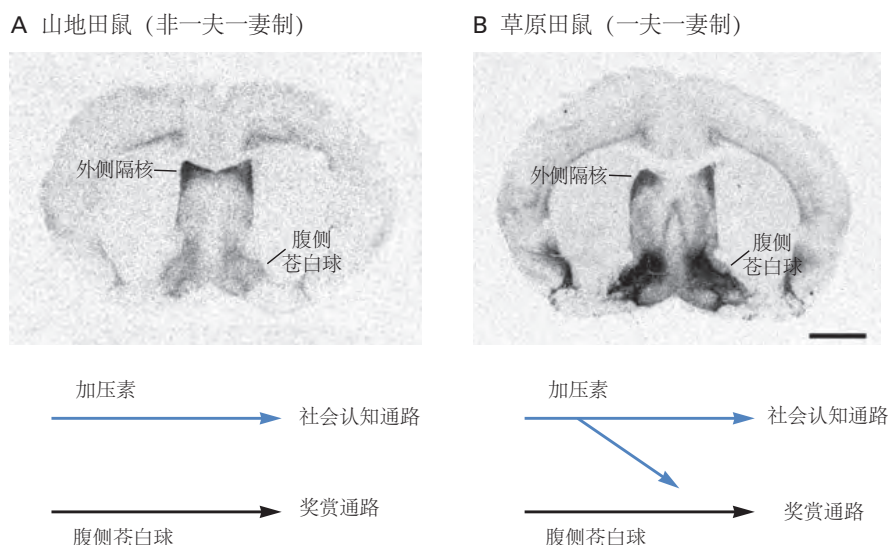 A 山地田鼠（非一夫一妻制）
外侧隔核
腹侧
苍白球
加压素
社会认知通路
奖赏通路
腹侧苍白球
B 草原田鼠（一夫一妻制）
外侧隔核
腹侧
苍白球
加压素
社会认知通路
奖赏通路
腹侧苍白球